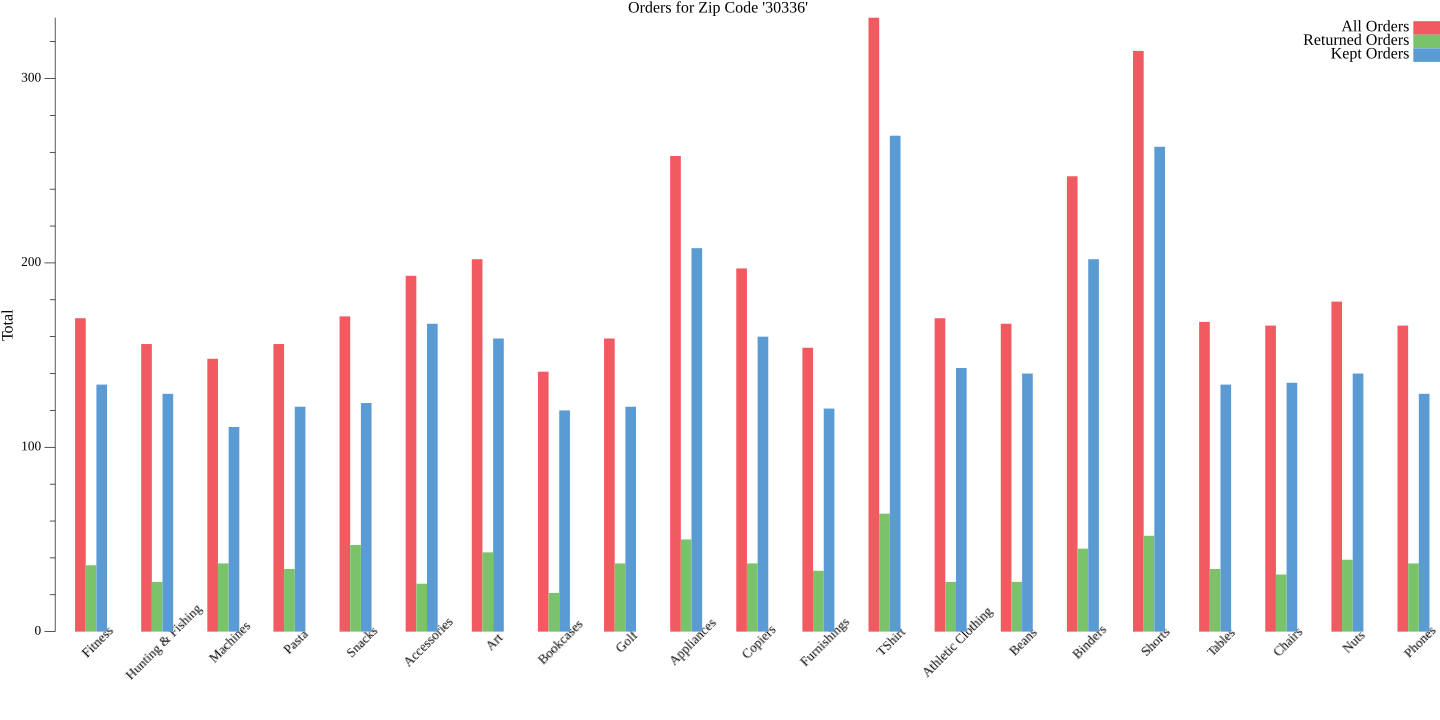 Orders for Zip Code '30336'
All Orders
Returned Orders
Kept Orders
Total
300
200
100
0
Fitness
Hunting & Fishing
Machines
Pasta
Snacks
Accessories
Art
Bookcases
Golf
Appliances
Copiers
Furnishings
TShirt
Athletic Clothing
Beans
Binders
Shorts
Tables
Chairs
Nuts
Phones